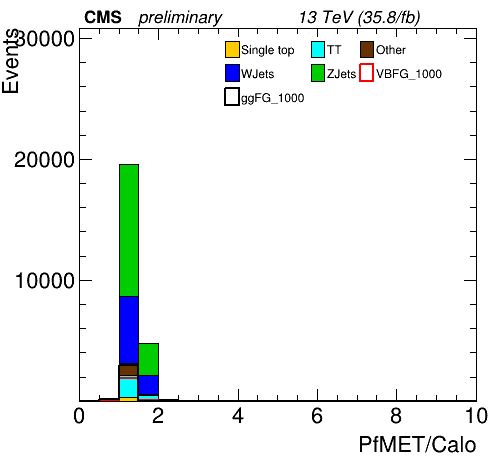 CMS preliminary 13 TeV (35.8/fb)
Events
30000
20000
10000
Single top TT Other
WJets ZJets VBFG_1000
ggFG_1000
0 2 4 6 8 10
PfMET/Calo